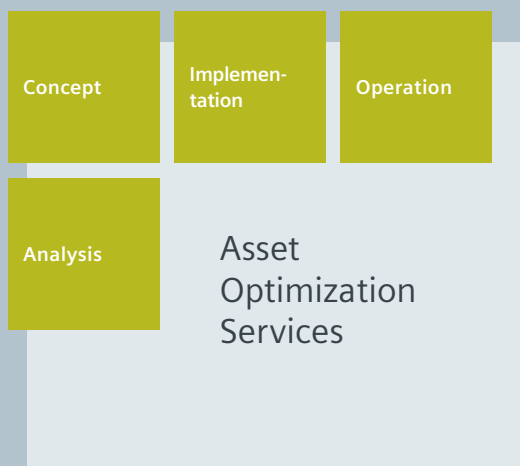 Concept
Implemen-
tation
Operation
Analysis
Asset
Optimization
Services